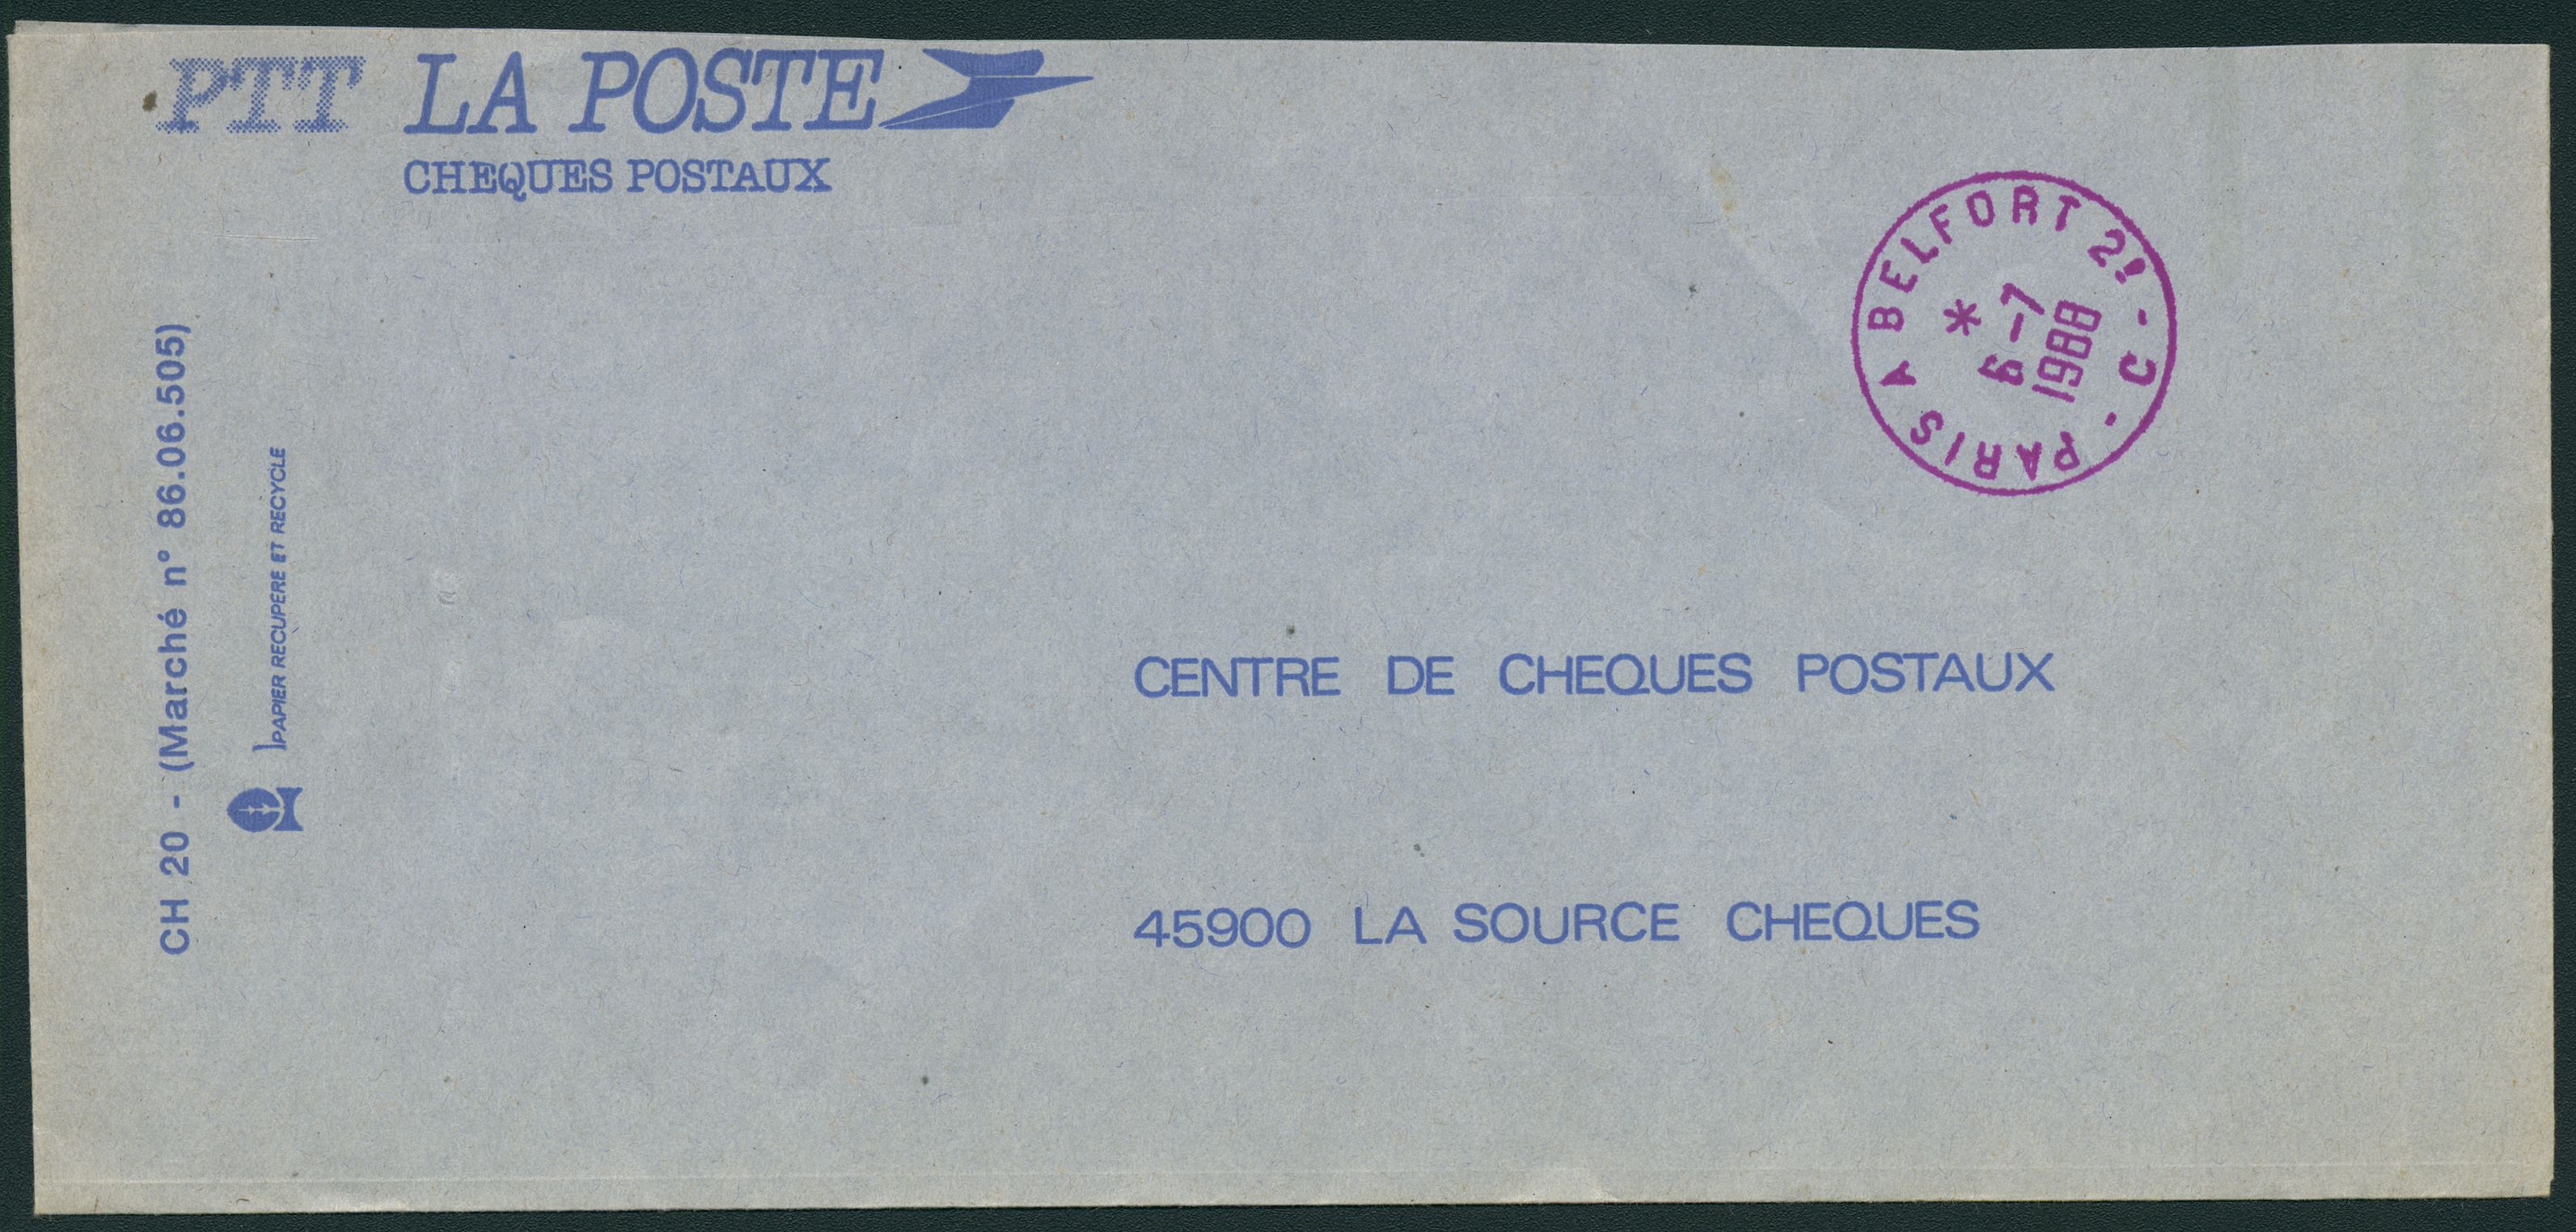 PTT LA POSTE
CHEQUES POSTAUX
PARIS A BELFORT 2! - C -
*
6-7
1988
CH 20 - (Marché n° 86.06.505)
PAPIER RECUPERE ET RECYCLE
CENTRE DE CHEQUES POSTAUX
45900 LA SOURCE CHEQUES